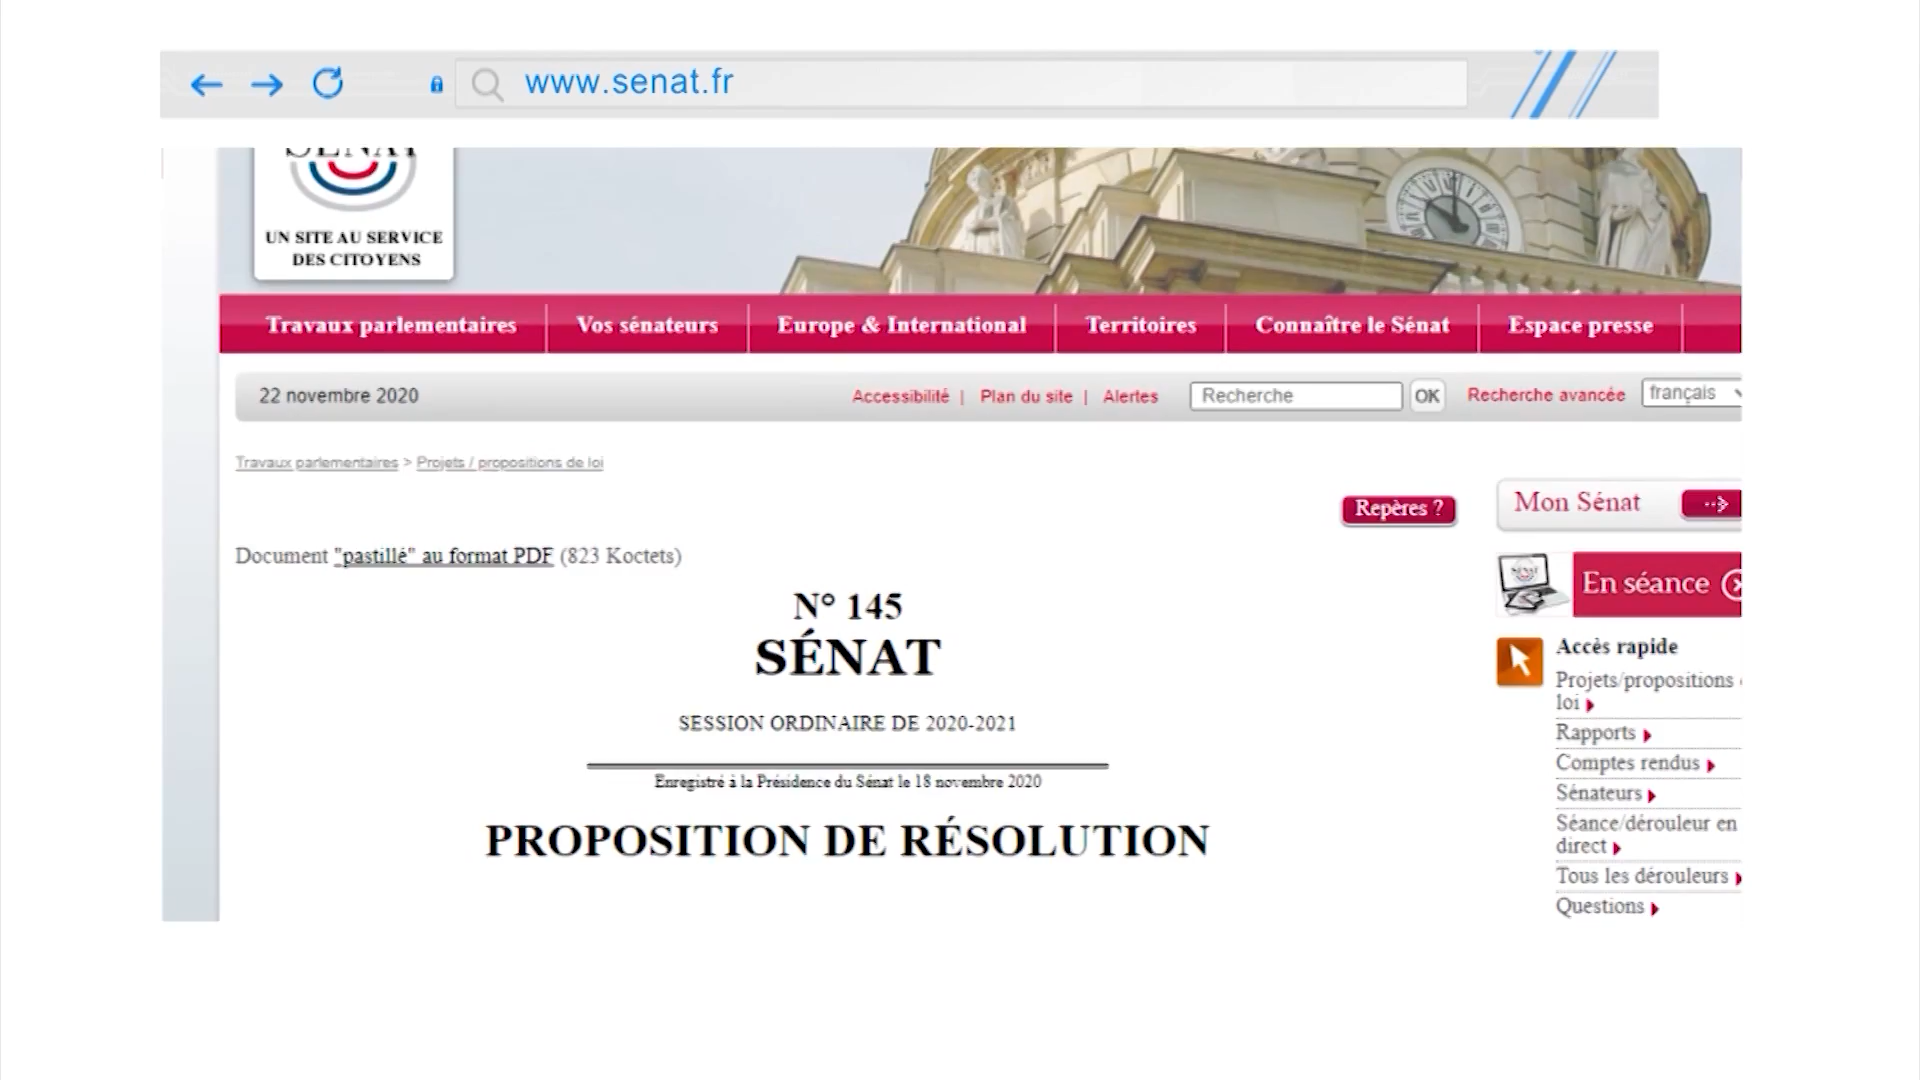 www.senat.fr
SÉNAT
UN SITE AU SERVICE
DES CITOYENS
Travaux parlementaires
Vos sénateurs
Europe & International
Territoires
Connaître le Sénat
Espace presse
22 novembre 2020
Accessibilité | Plan du site | Alertes
Recherche
OK
Recherche avancée
français
Travaux parlementaires > Projets / propositions de loi
Repères ?
Mon Sénat
Document "pastillé" au format PDF (823 Koctets)
En séance
N° 145
SÉNAT
SESSION ORDINAIRE DE 2020-2021
Enregistré à la Présidence du Sénat le 18 novembre 2020
PROPOSITION DE RÉSOLUTION
Accès rapide
Projets/propositions
loi
Rapports
Comptes rendus
Sénateurs
Séance/dérouleur en
direct
Tous les dérouleurs
Questions